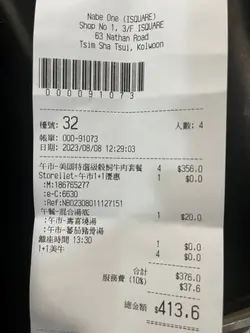 Nabe One (ISQUARE)
Shop No 1, 3/F ISQUARE
63 Nathan Road
Tsim Sha Tsui, Kolwoon
000091073
檯號: 32 人數: 4
帳單: 000-91073
日期: 2023/08/08 12:29:03
午市-美國特選級穀飼牛肉套餐 4 $356.0
Storellet-午市1+1優惠 1 $0.0
:M:186765277
:e-C:6630
:Ref:NB02308011127151
午餐-混合湯底 1 $20.0
:午市-壽喜燒湯
:午市-蕃茄豬骨湯
離座時間 13:30 1 $0.0
1+1美牛 4 $0.0
合計 $376.0
服務費 (10%) $37.6
總金額 $413.6